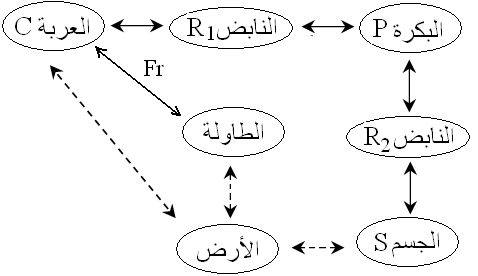 العربة C
النابض R1
البكرة P
Fr
الطاولة
النابض R2
الأرض
الجسم S